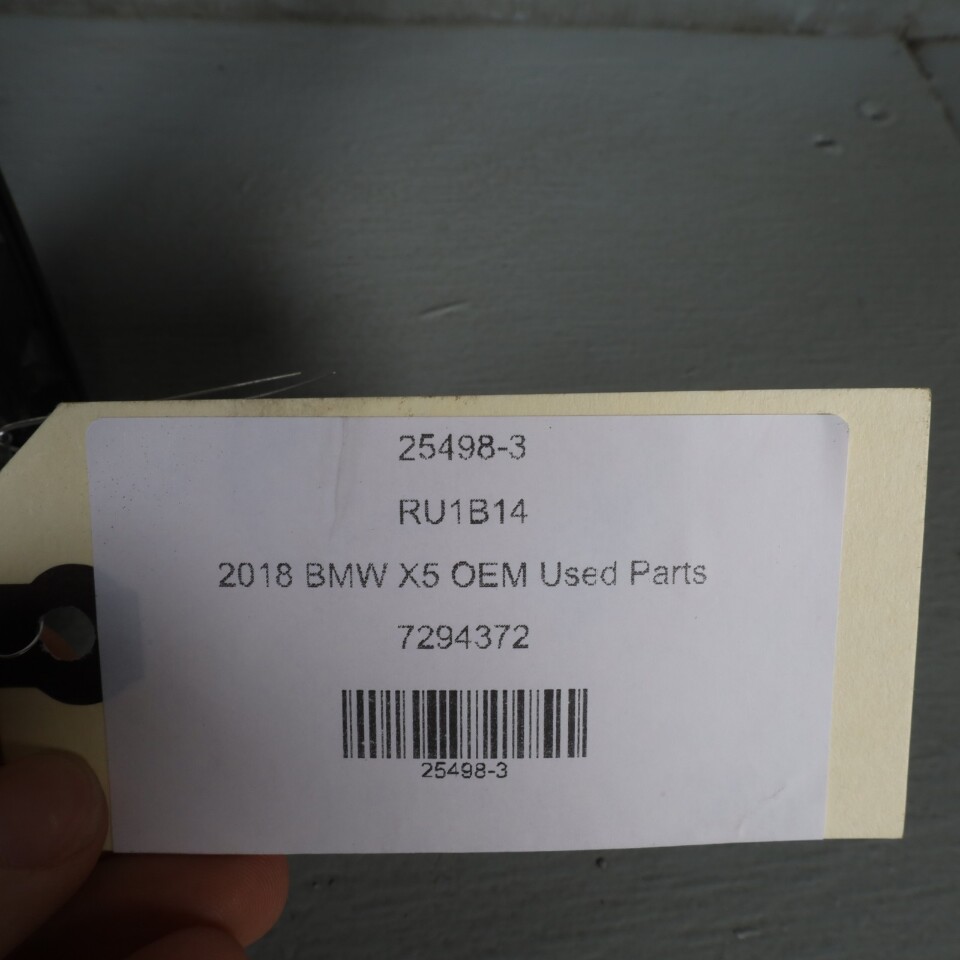 25498-3
RU1B14
2018 BMW X5 OEM Used Parts
7294372
25498-3